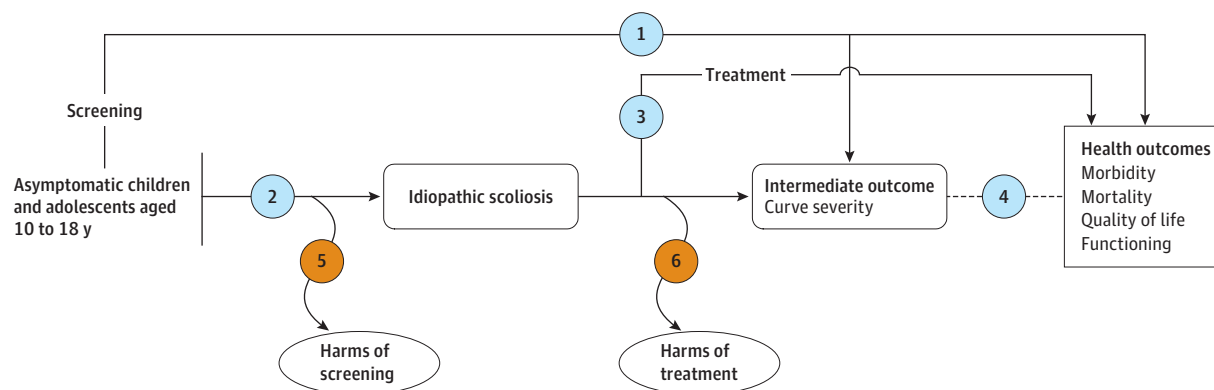 1
Treatment
3
Screening
Asymptomatic children
and adolescents aged
10 to 18 y
2
Idiopathic scoliosis
Intermediate outcome
Curve severity
4
Health outcomes
Morbidity
Mortality
Quality of life
Functioning
5
6
Harms of
screening
Harms of
treatment